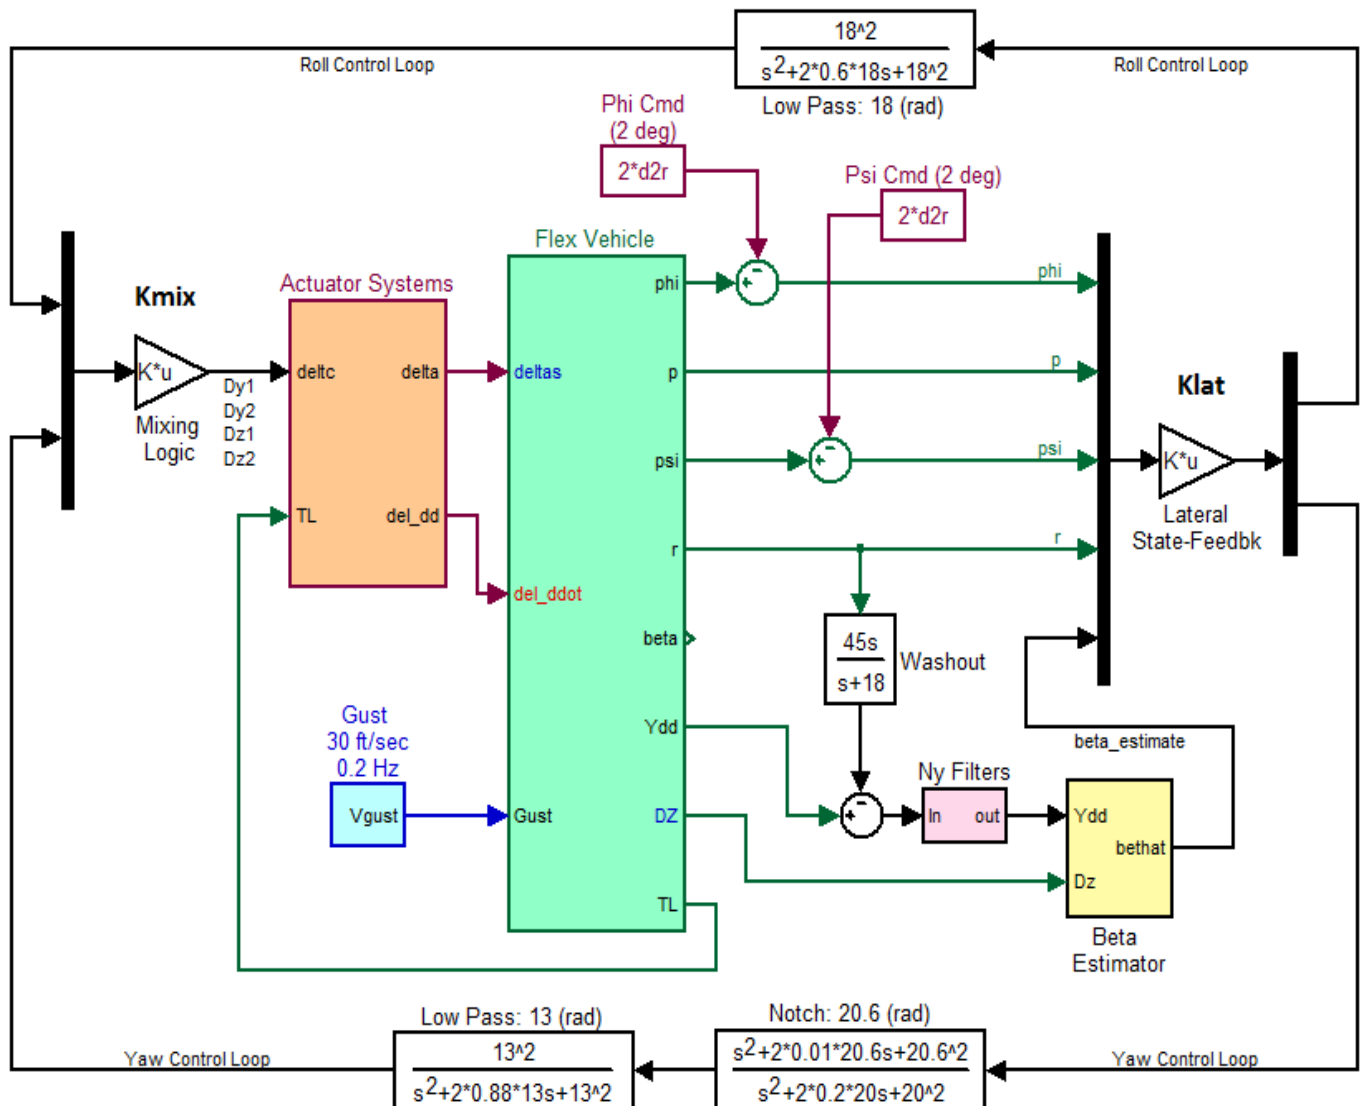 18^2
s2+2*0.6*18s+18^2
Low Pass: 18 (rad)
Roll Control Loop
Roll Control Loop
Phi Cmd
(2 deg)
2*d2r
Psi Cmd (2 deg)
2*d2r
Flex Vehicle
Actuator Systems
Kmix
K*u
Mixing
Logic
Dy1
Dy2
Dz1
Dz2
deltc
delta
TL
del_dd
deltas
del_ddot
Gust
phi
p
psi
r
beta
Ydd
DZ
TL
+
-
+
-
phi
p
psi
r
Klat
K*u
Lateral
State-Feedbk
45s
s+18
Washout
Gust
30 ft/sec
0.2 Hz
Vgust
+
-
Ny Filters
In
out
beta_estimate
Ydd
bethat
Dz
Beta
Estimator
Low Pass: 13 (rad)
13^2
s2+2*0.88*13s+13^2
Notch: 20.6 (rad)
s2+2*0.01*20.6s+20.6^2
s2+2*0.2*20s+20^2
Yaw Control Loop
Yaw Control Loop